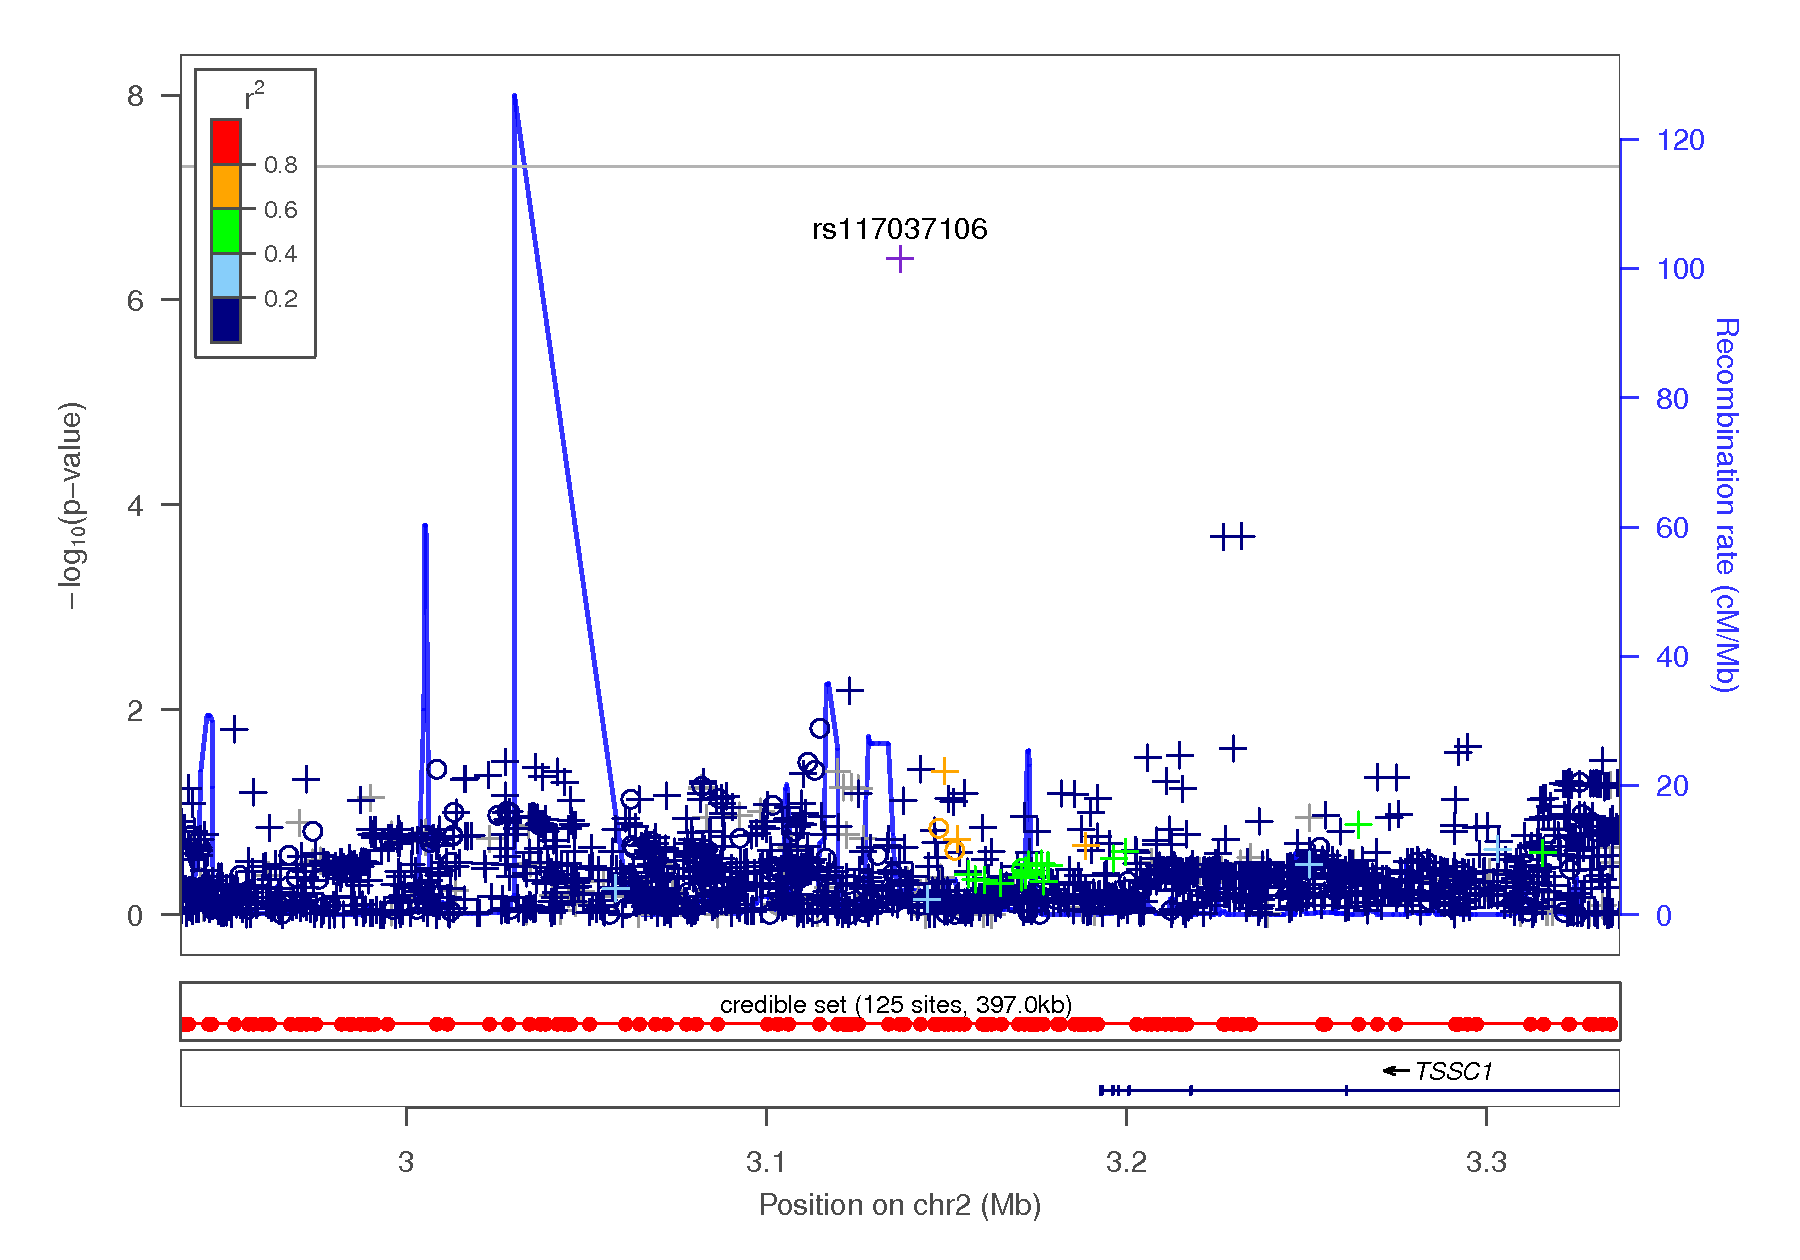 r2
0.8
0.6
0.4
0.2
rs117037106
8
6
4
2
0
−log10(p−value)
120
100
80
60
40
20
0
Recombination rate (cM/Mb)
credible set (125 sites, 397.0kb)
TSSC1
3
3.1
3.2
3.3
Position on chr2 (Mb)